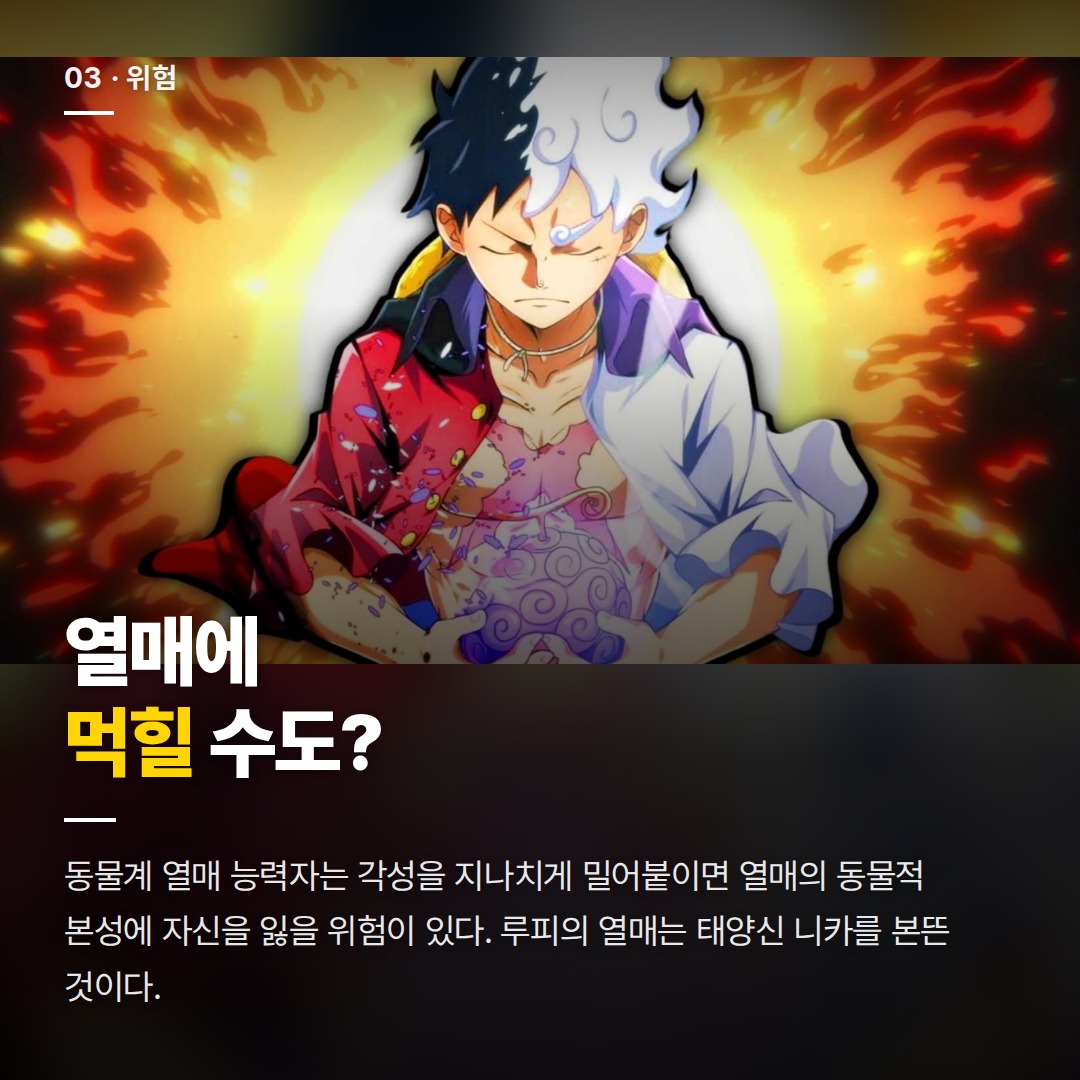 03 · 위험
열매에
먹힐 수도?
동물계 열매 능력자는 각성을 지나치게 밀어붙이면 열매의 동물적
본성에 자신을 잃을 위험이 있다. 루피의 열매는 태양신 니카를 본뜬
것이다.